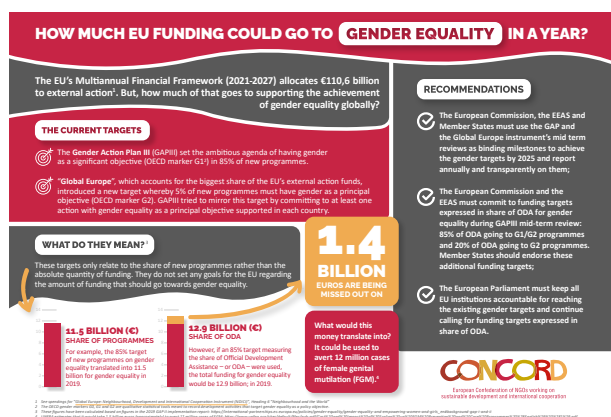 HOW MUCH EU FUNDING COULD GO TO GENDER EQUALITY IN A YEAR?
The EU's Multiannual Financial Framework (2021-2027) allocates €110,6 billion
to external action¹. But, how much of that goes to supporting the achievement
of gender equality globally?
THE CURRENT TARGETS
The Gender Action Plan III (GAPIII) set the ambitious agenda of having gender
as a significant objective (OECD marker G1²) in 85% of new programmes.
"Global Europe", which accounts for the biggest share of the EU's external action funds,
introduced a new target whereby 5% of new programmes must have gender as a principal
objective (OECD marker G2). GAPIII tried to mirror this target by committing to at least one
action with gender equality as a principal objective supported in each country.
WHAT DO THEY MEAN?³
These targets only relate to the share of new programmes rather than the
absolute quantity of funding. They do not set any goals for the EU regarding
the amount of funding that should go towards gender equality.
11.5 BILLION (€)
SHARE OF PROGRAMMES
For example, the 85% target
of new programmes on gender
equality translated into 11.5
billion for gender equality in
2019.
12.9 BILLION (€)
SHARE OF ODA
However, if an 85% target measuring
the share of Official Development
Assistance – or ODA – were used,
the total funding for gender equality
would be 12.9 billion; in 2019.
1.4
BILLION
EUROS ARE BEING
MISSED OUT ON
What would this
money translate into?
It could be used to
avert 12 million cases
of female genital
mutilation (FGM).⁴
RECOMMENDATIONS
The European Commission, the EEAS and
Member States must use the GAP and
the Global Europe instrument's mid term
reviews as binding milestones to achieve
the gender targets by 2025 and report
annually and transparently on them;
The European Commission and the
EEAS must commit to funding targets
expressed in share of ODA for gender
equality during GAPIII mid-term review:
85% of ODA going to G1/G2 programmes
and 20% of ODA going to G2 programmes.
Member States should endorse these
additional funding targets;
The European Parliament must keep all
EU institutions accountable for reaching
the existing gender targets and continue
calling for funding targets expressed in
share of ODA.
CONCORD
European Confederation of NGOs working on
sustainable development and international cooperation